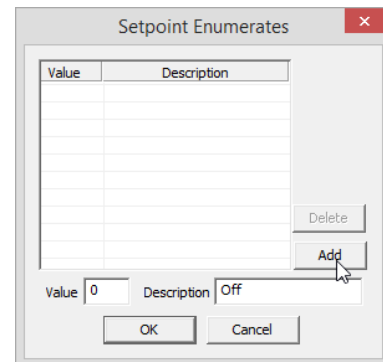 Setpoint Enumerates
Value Description
Delete
Add
Value 0 Description Off
OK Cancel